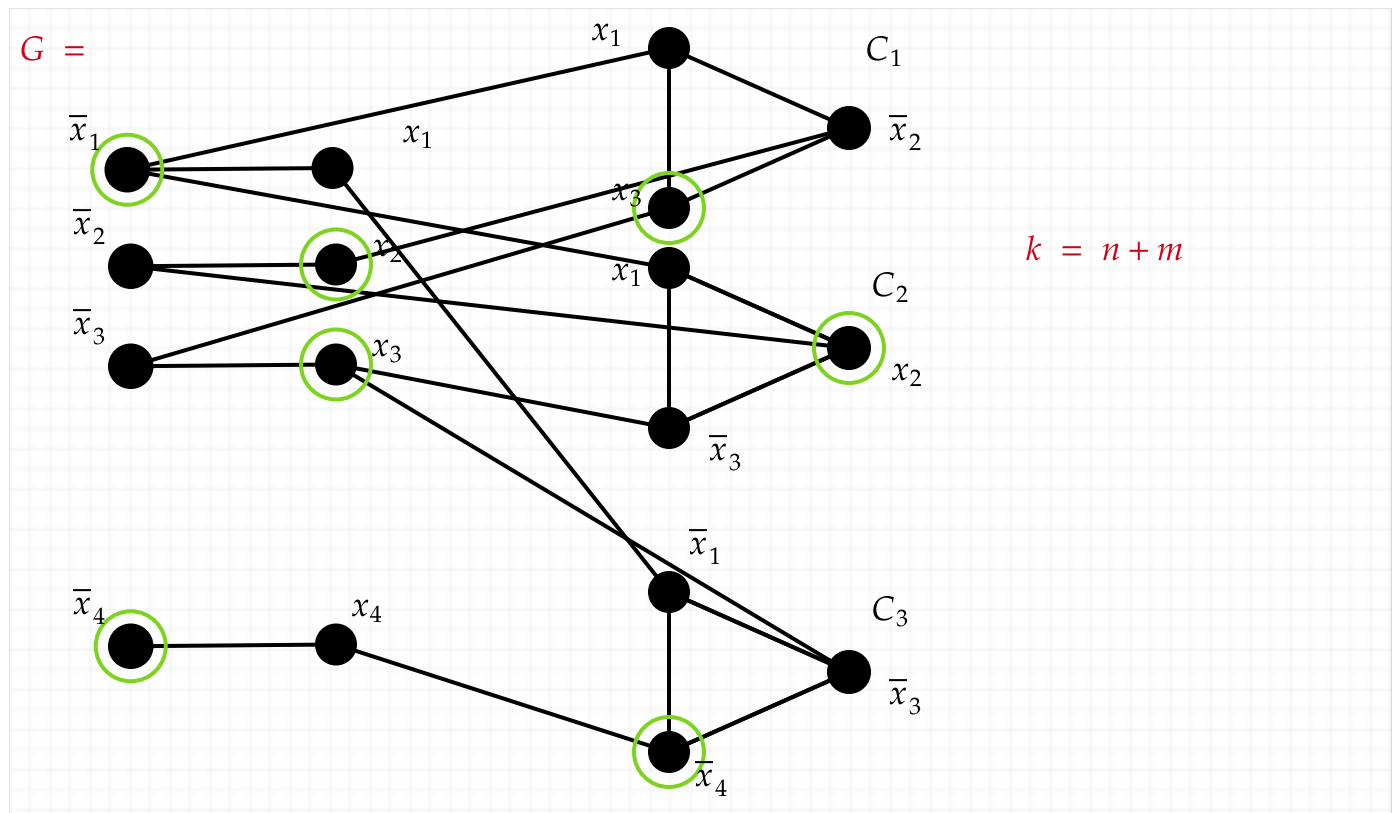 G =
x₁
C₁
x̅₁
x₁
x̅₂
x₃
x̅₂
x₂
k = n + m
x₁
C₂
x̅₃
x₃
x₂
x̅₃
x̅₁
x̅₄
x₄
C₃
x̅₃
x̅₄